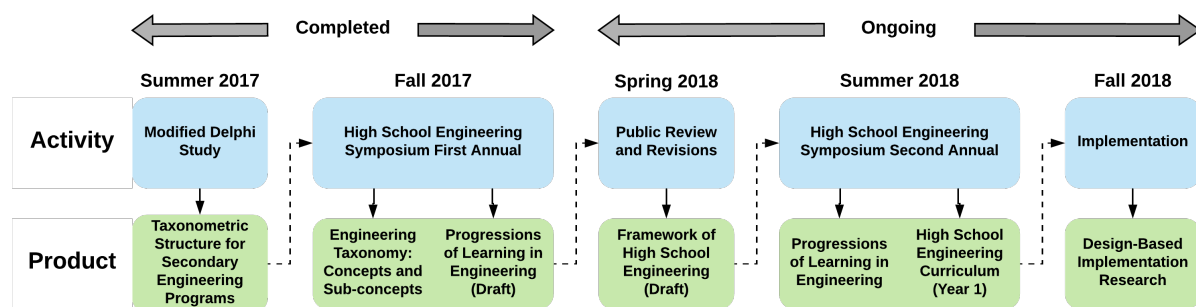 Completed
Ongoing
Summer 2017
Fall 2017
Spring 2018
Summer 2018
Fall 2018
Activity
Modified Delphi
Study
High School Engineering
Symposium First Annual
Public Review
and Revisions
High School Engineering
Symposium Second Annual
Implementation
Product
Taxonometric
Structure for
Secondary
Engineering
Programs
Engineering
Taxonomy:
Concepts and
Sub-concepts
Progressions
of Learning in
Engineering
(Draft)
Framework of
High School
Engineering
(Draft)
Progressions
of Learning in
Engineering
High School
Engineering
Curriculum
(Year 1)
Design-Based
Implementation
Research